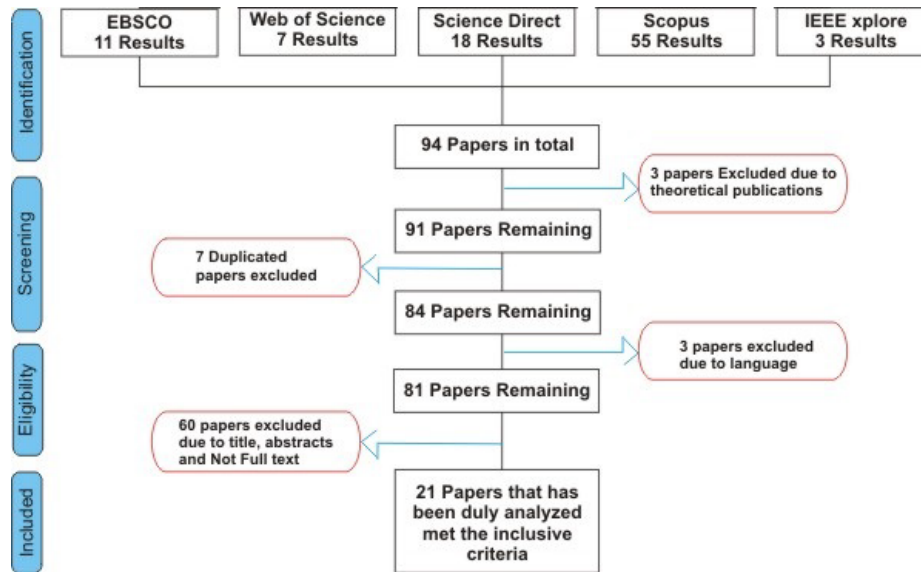 Identification
EBSCO
11 Results
Web of Science
7 Results
Science Direct
18 Results
Scopus
55 Results
IEEE xplore
3 Results
94 Papers in total
3 papers Excluded due to
theoretical publications
Screening
91 Papers Remaining
7 Duplicated
papers excluded
84 Papers Remaining
3 papers excluded
due to language
Eligibility
81 Papers Remaining
60 papers excluded
due to title, abstracts
and Not Full text
Included
21 Papers that has
been duly analyzed
met the inclusive
criteria